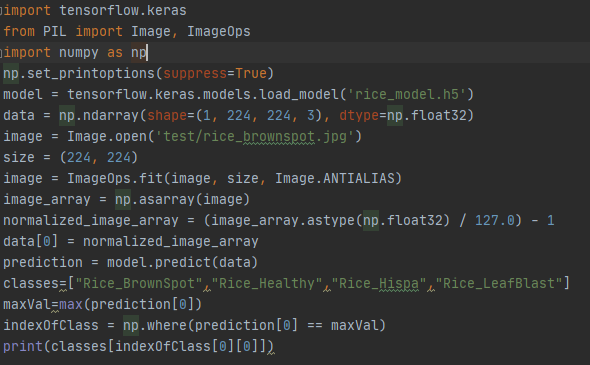 import tensorflow.keras
from PIL import Image, ImageOps
import numpy as np
np.set_printoptions(suppress=True)
model = tensorflow.keras.models.load_model('rice_model.h5')
data = np.ndarray(shape=(1, 224, 224, 3), dtype=np.float32)
image = Image.open('test/rice_brownspot.jpg')
size = (224, 224)
image = ImageOps.fit(image, size, Image.ANTIALIAS)
image_array = np.asarray(image)
normalized_image_array = (image_array.astype(np.float32) / 127.0) - 1
data[0] = normalized_image_array
prediction = model.predict(data)
classes=["Rice_BrownSpot","Rice_Healthy","Rice_Hispa","Rice_LeafBlast"]
maxVal=max(prediction[0])
indexOfClass = np.where(prediction[0] == maxVal)
print(classes[indexOfClass[0][0]])